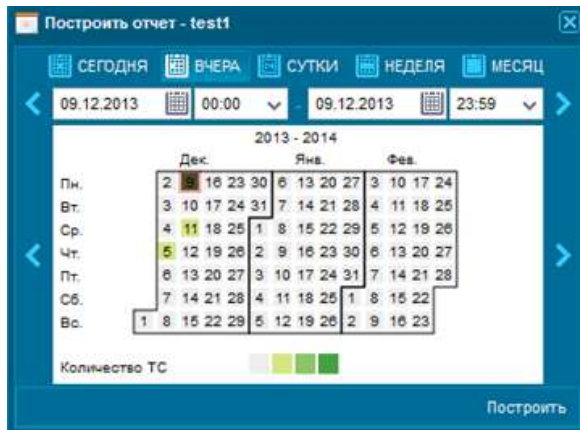 Построить отчет - test1
СЕГОДНЯ ВЧЕРА СУТКИ НЕДЕЛЯ МЕСЯЦ
09.12.2013 00:00 - 09.12.2013 23:59
2013 - 2014
Дек. Янв. Фев.
Пн. 2 9 16 23 30 6 13 20 27 3 10 17 24
Вт. 3 10 17 24 31 7 14 21 28 4 11 18 25
Ср. 4 11 18 25 1 8 15 22 29 5 12 19 26
Чт. 5 12 19 26 2 9 16 23 30 6 13 20 27
Пт. 6 13 20 27 3 10 17 24 31 7 14 21 28
Сб. 7 14 21 28 4 11 18 25 1 8 15 22
Вс. 1 8 15 22 29 5 12 19 26 2 9 16 23
Количество ТС
Построить